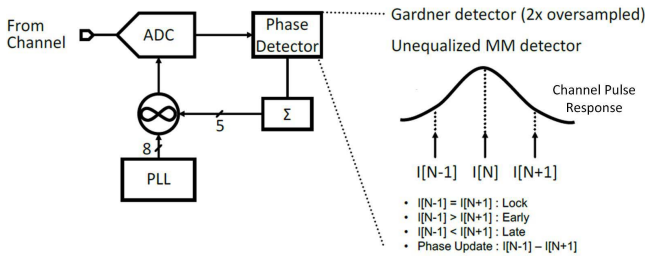 From
Channel
ADC
Phase
Detector
Gardner detector (2x oversampled)
Unequalized MM detector
Channel Pulse
Response
5
Σ
8
PLL
I[N-1] I[N] I[N+1]
• I[N-1] = I[N+1] : Lock
• I[N-1] > I[N+1] : Early
• I[N-1] < I[N+1] : Late
• Phase Update : I[N-1] – I[N+1]